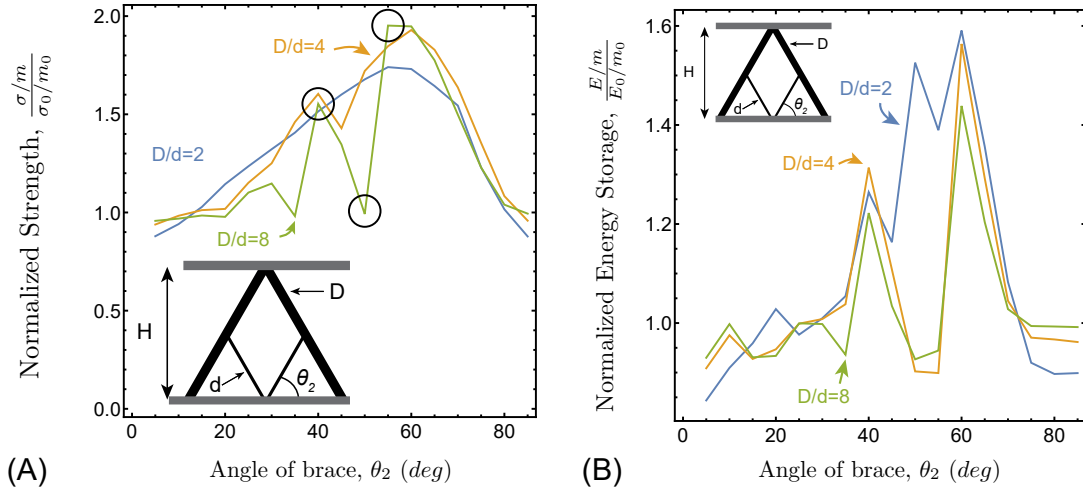 2.0
1.5
1.0
0.5
0.0
Normalized Strength, σ/m / σ₀/m₀
D/d=4
D/d=2
D/d=8
H
D
d
θ₂
0 20 40 60 80
Angle of brace, θ₂ (deg)
(A)
1.6
1.4
1.2
1.0
Normalized Energy Storage, E/m / E₀/m₀
H
D
d
θ₂
D/d=2
D/d=4
D/d=8
0 20 40 60 80
Angle of brace, θ₂ (deg)
(B)